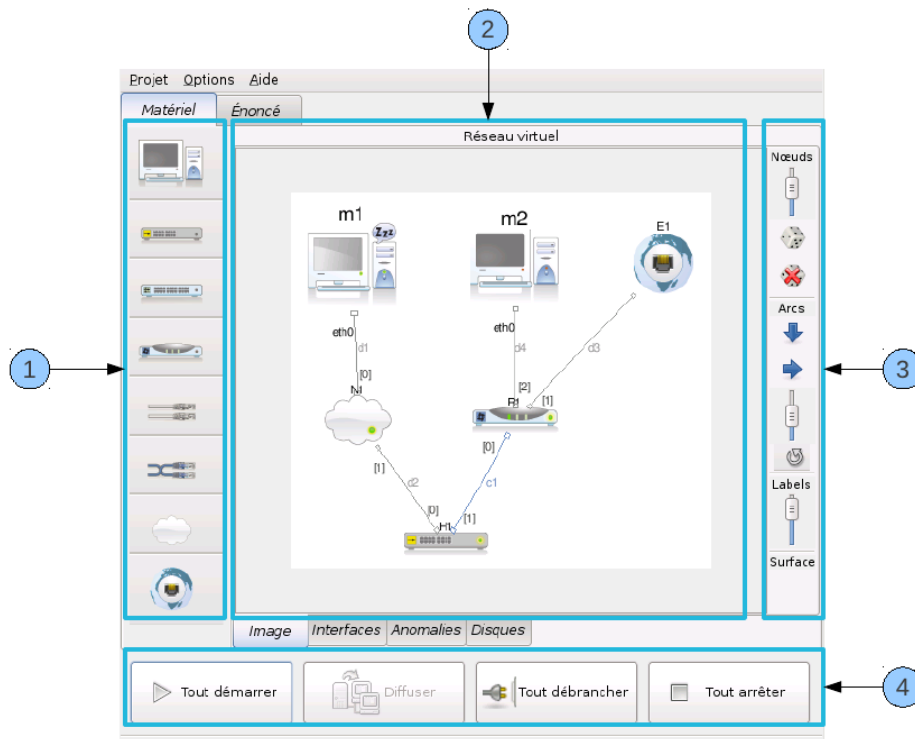 2
Projet Options Aide
Matériel Énoncé
Réseau virtuel
Nœuds
m1
m2
E1
Zzz
Arcs
eth0
eth0
d1
d4
d3
1
3
[0]
N1
[2]
R1
[1]
[0]
[1]
d2
c1
Labels
[0]
H1
[1]
Surface
Image Interfaces Anomalies Disques
Tout démarrer
Diffuser
Tout débrancher
Tout arrêter
4